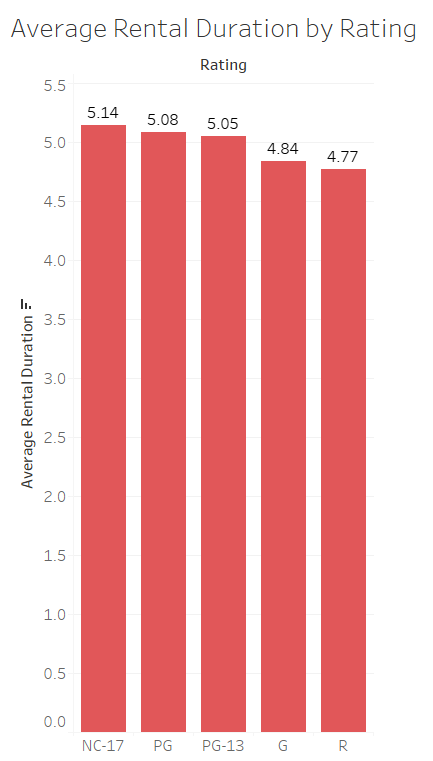 Average Rental Duration by Rating
Rating
Average Rental Duration
5.5
5.0
4.5
4.0
3.5
3.0
2.5
2.0
1.5
1.0
0.5
0.0
5.14
5.08
5.05
4.84
4.77
NC-17
PG
PG-13
G
R